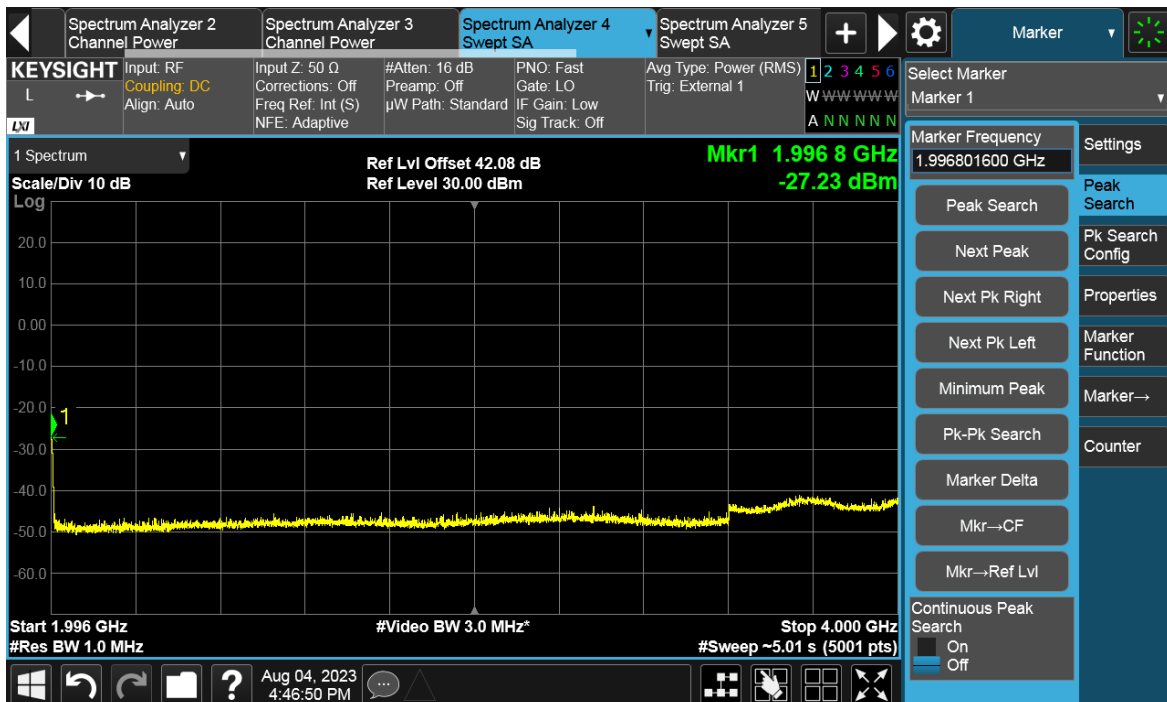 Spectrum Analyzer 2
Channel Power
Spectrum Analyzer 3
Channel Power
Spectrum Analyzer 4
Swept SA
Spectrum Analyzer 5
Swept SA
+
Marker
KEYSIGHT
L
LXI
Input: RF
Coupling: DC
Align: Auto
Input Z: 50 Ω
Corrections: Off
Freq Ref: Int (S)
NFE: Adaptive
#Atten: 16 dB
Preamp: Off
µW Path: Standard
PNO: Fast
Gate: LO
IF Gain: Low
Sig Track: Off
Avg Type: Power (RMS)
Trig: External 1
1 2 3 4 5 6
W W W W W W
A N N N N N
Select Marker
Marker 1
1 Spectrum
Scale/Div 10 dB
Log
Ref Lvl Offset 42.08 dB
Ref Level 30.00 dBm
Mkr1 1.996 8 GHz
-27.23 dBm
20.0
10.0
0.00
-10.0
-20.0
-30.0
-40.0
-50.0
-60.0
1
Start 1.996 GHz
#Res BW 1.0 MHz
#Video BW 3.0 MHz*
Stop 4.000 GHz
#Sweep ~5.01 s (5001 pts)
Marker Frequency
1.996801600 GHz
Peak Search
Next Peak
Next Pk Right
Next Pk Left
Minimum Peak
Pk-Pk Search
Marker Delta
Mkr→CF
Mkr→Ref Lvl
Continuous Peak
Search
On
Off
Settings
Peak
Search
Pk Search
Config
Properties
Marker
Function
Marker→
Counter
?
Aug 04, 2023
4:46:50 PM